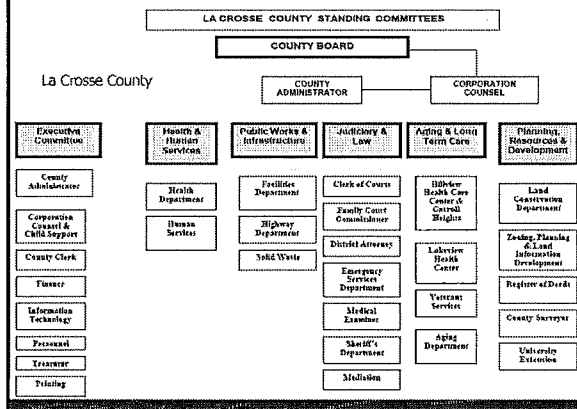 LA CROSSE COUNTY STANDING COMMITTEES
COUNTY BOARD
La Crosse County
COUNTY
ADMINISTRATOR
CORPORATION
COUNSEL
Executive
Committee
County
Administrator
Corporation
Counsel &
Child Support
County Clerk
Finance
Information
Technology
Personnel
Treasurer
Printing
Health &
Human
Services
Health
Department
Human
Services
Public Works &
Infrastructure
Facilities
Department
Highway
Department
Solid Waste
Judiciary &
Law
Clerk of Courts
Family Court
Commissioner
District Attorney
Emergency
Services
Department
Medical
Examiner
Sheriff's
Department
Mediation
Aging & Long
Term Care
Hillview
Health Care
Center &
Carroll
Heights
Lakeview
Health
Center
Veterans
Services
Aging
Department
Planning,
Resources &
Development
Land
Conservation
Department
Zoning, Planning
& Land
Information
Development
Register of Deeds
County Surveyor
University
Extension